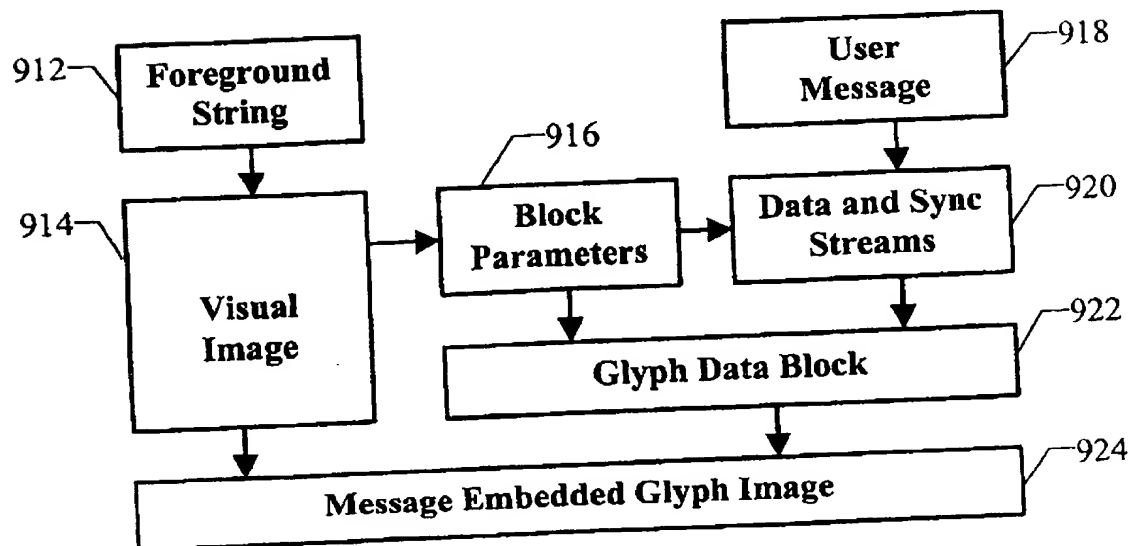 912
Foreground
String
User
Message
918
914
Visual
Image
916
Block
Parameters
Data and Sync
Streams
920
Glyph Data Block
922
Message Embedded Glyph Image
924